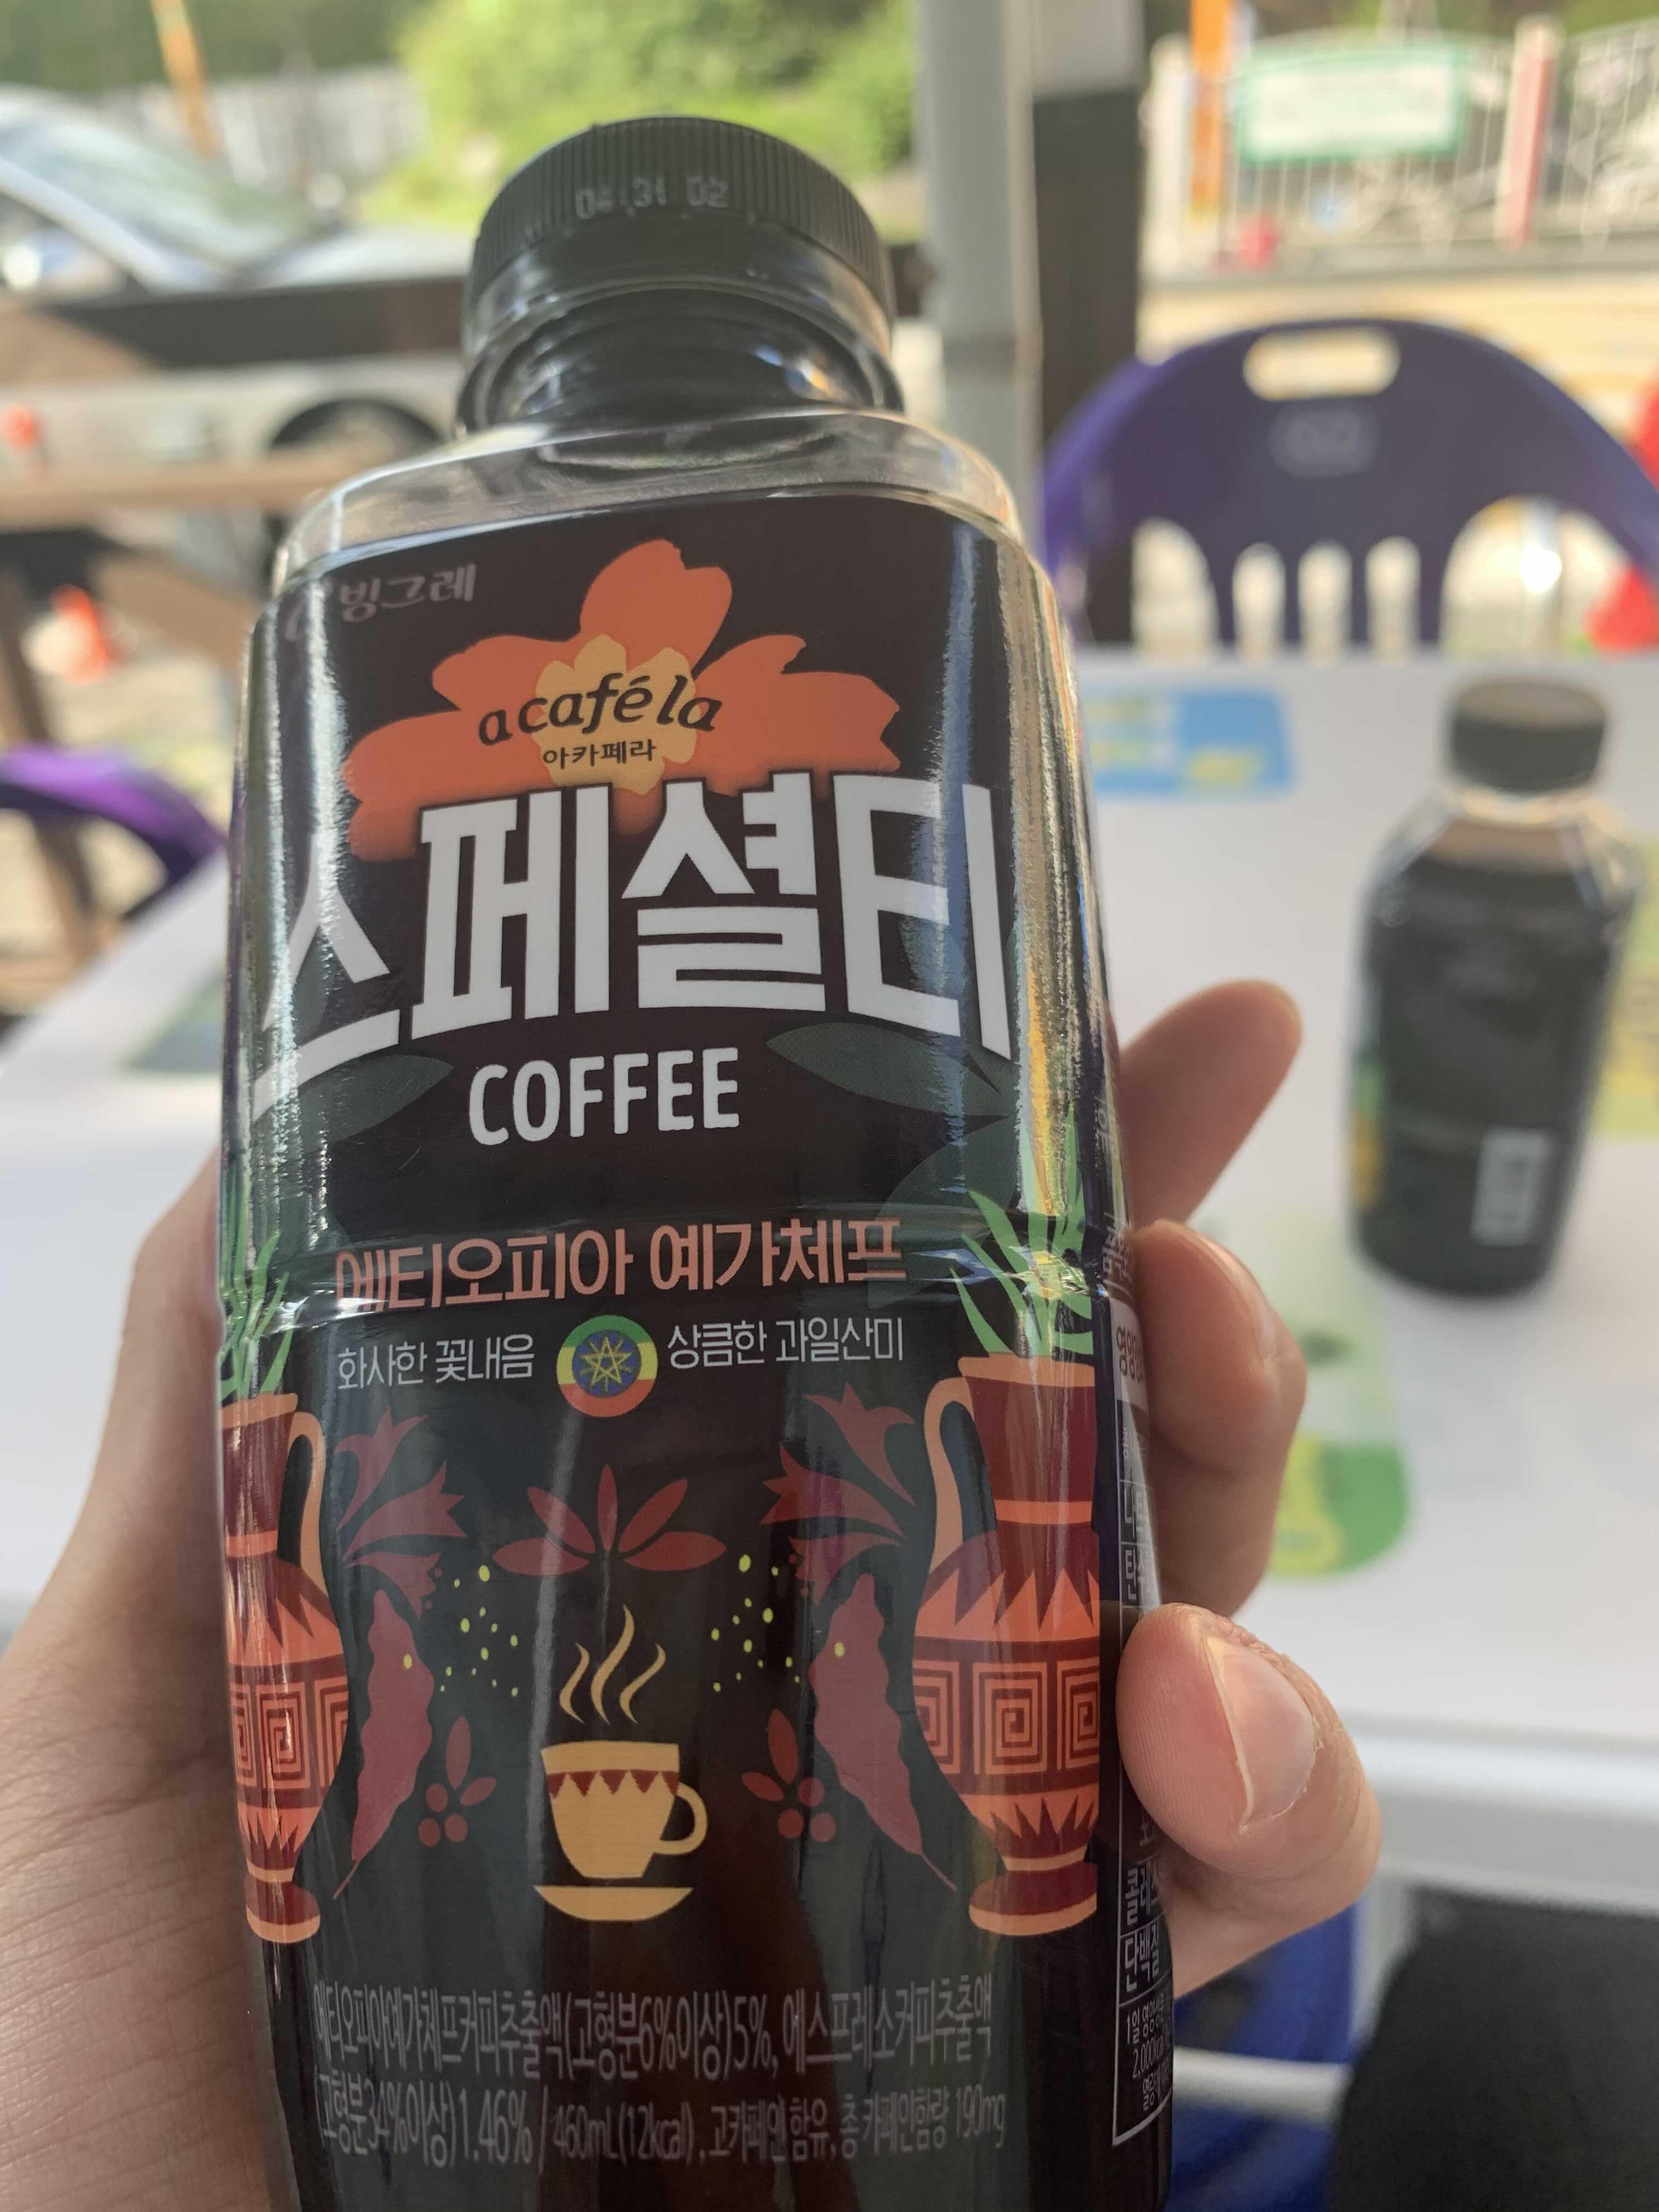 04:31 02
빙그레
acaféla
아카페라
스페셜티
COFFEE
에티오피아 예가체프
화사한 꽃내음
상큼한 과일산미
에티오피아예가체프커피추출액(고형분6%이상)5%, 에스프레소커피추출액
(고형분34%이상)1.46% / 460mL(12kcal), 고카페인 함유, 총 카페인함량 190mg
단백질